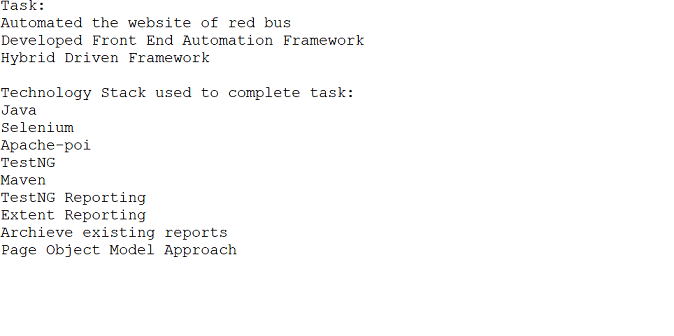 Task:
Automated the website of red bus
Developed Front End Automation Framework
Hybrid Driven Framework
Technology Stack used to complete task:
Java
Selenium
Apache-poi
TestNG
Maven
TestNG Reporting
Extent Reporting
Archieve existing reports
Page Object Model Approach